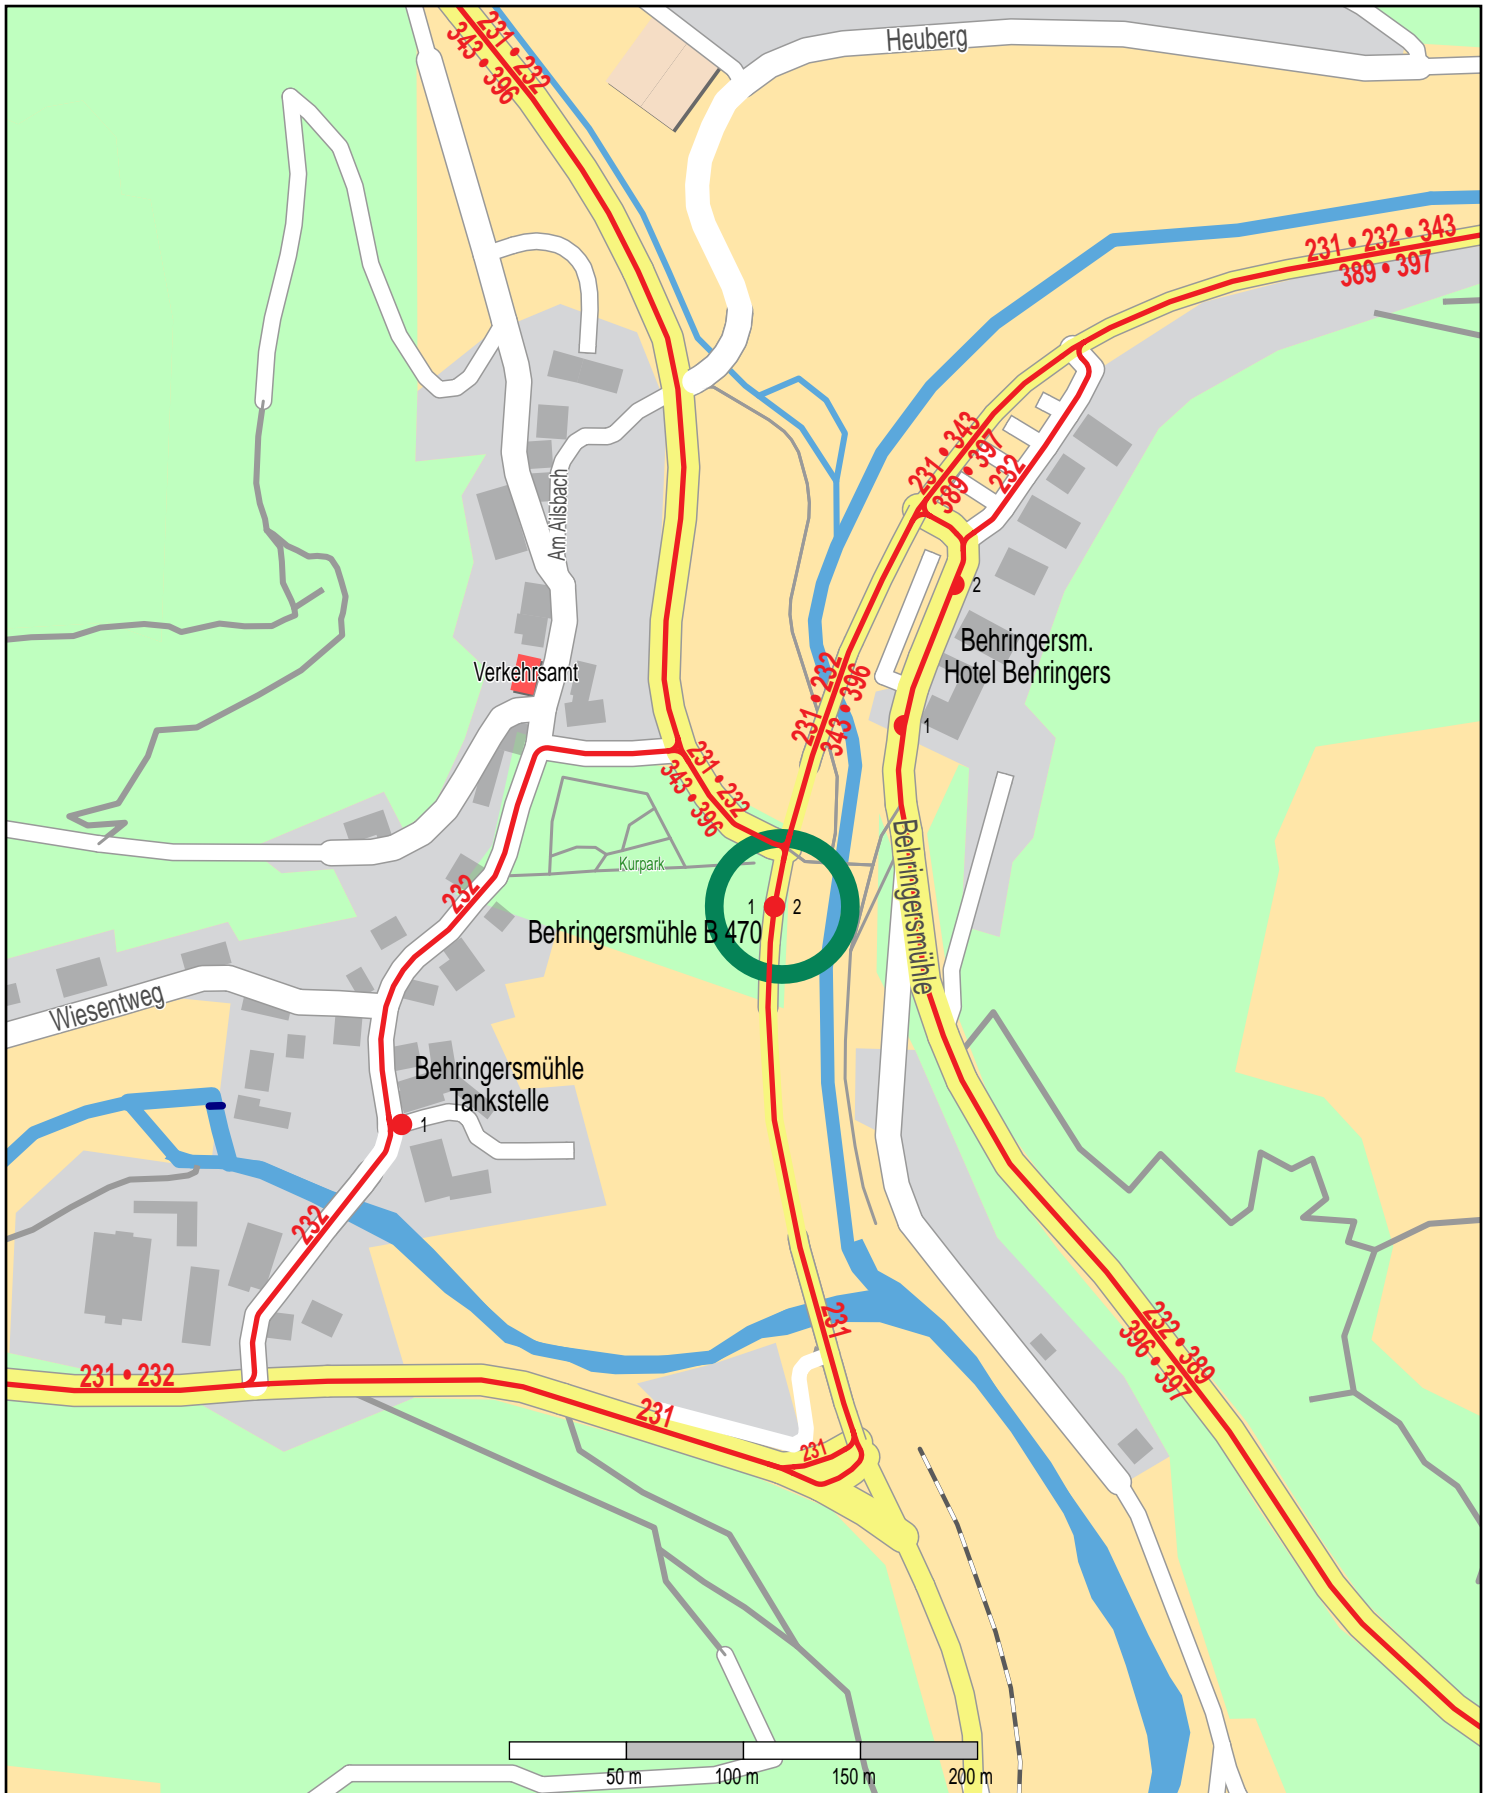 231 • 232
343 • 396
Heuberg
231 • 232 • 343
389 • 397
231 • 343
389 • 397
232
Am Ailsbach
2
Behringersm.
Hotel Behringers
Verkehrsamt
231 • 232
343 • 396
1
231 • 232
343 • 396
Kurpark
232
1
2
Behringersmühle B 470
Behringersmühle
Wiesentweg
Behringersmühle
Tankstelle
1
232
231
232 • 389
396 • 397
231 • 232
231
231
50 m
100 m
150 m
200 m